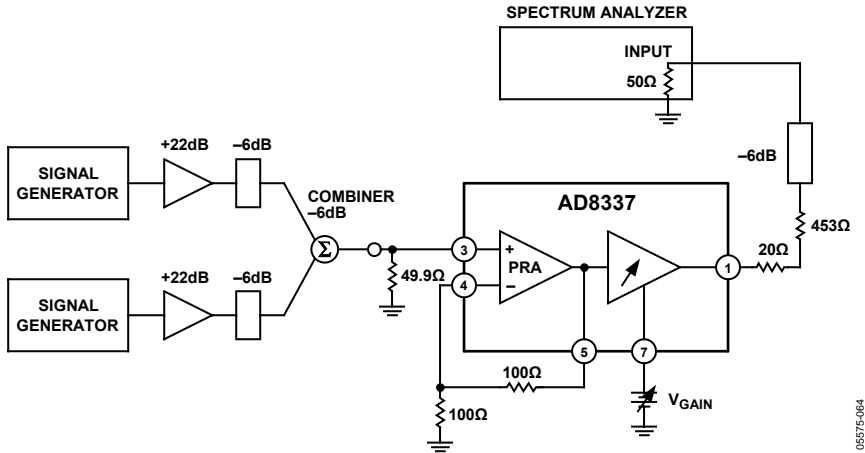 SPECTRUM ANALYZER
INPUT
50Ω
+22dB
–6dB
SIGNAL
GENERATOR
COMBINER
–6dB
Σ
49.9Ω
+22dB
–6dB
SIGNAL
GENERATOR
AD8337
3
+
PRA
4
–
1
5
7
100Ω
100Ω
VGAIN
20Ω
453Ω
–6dB
05575-064